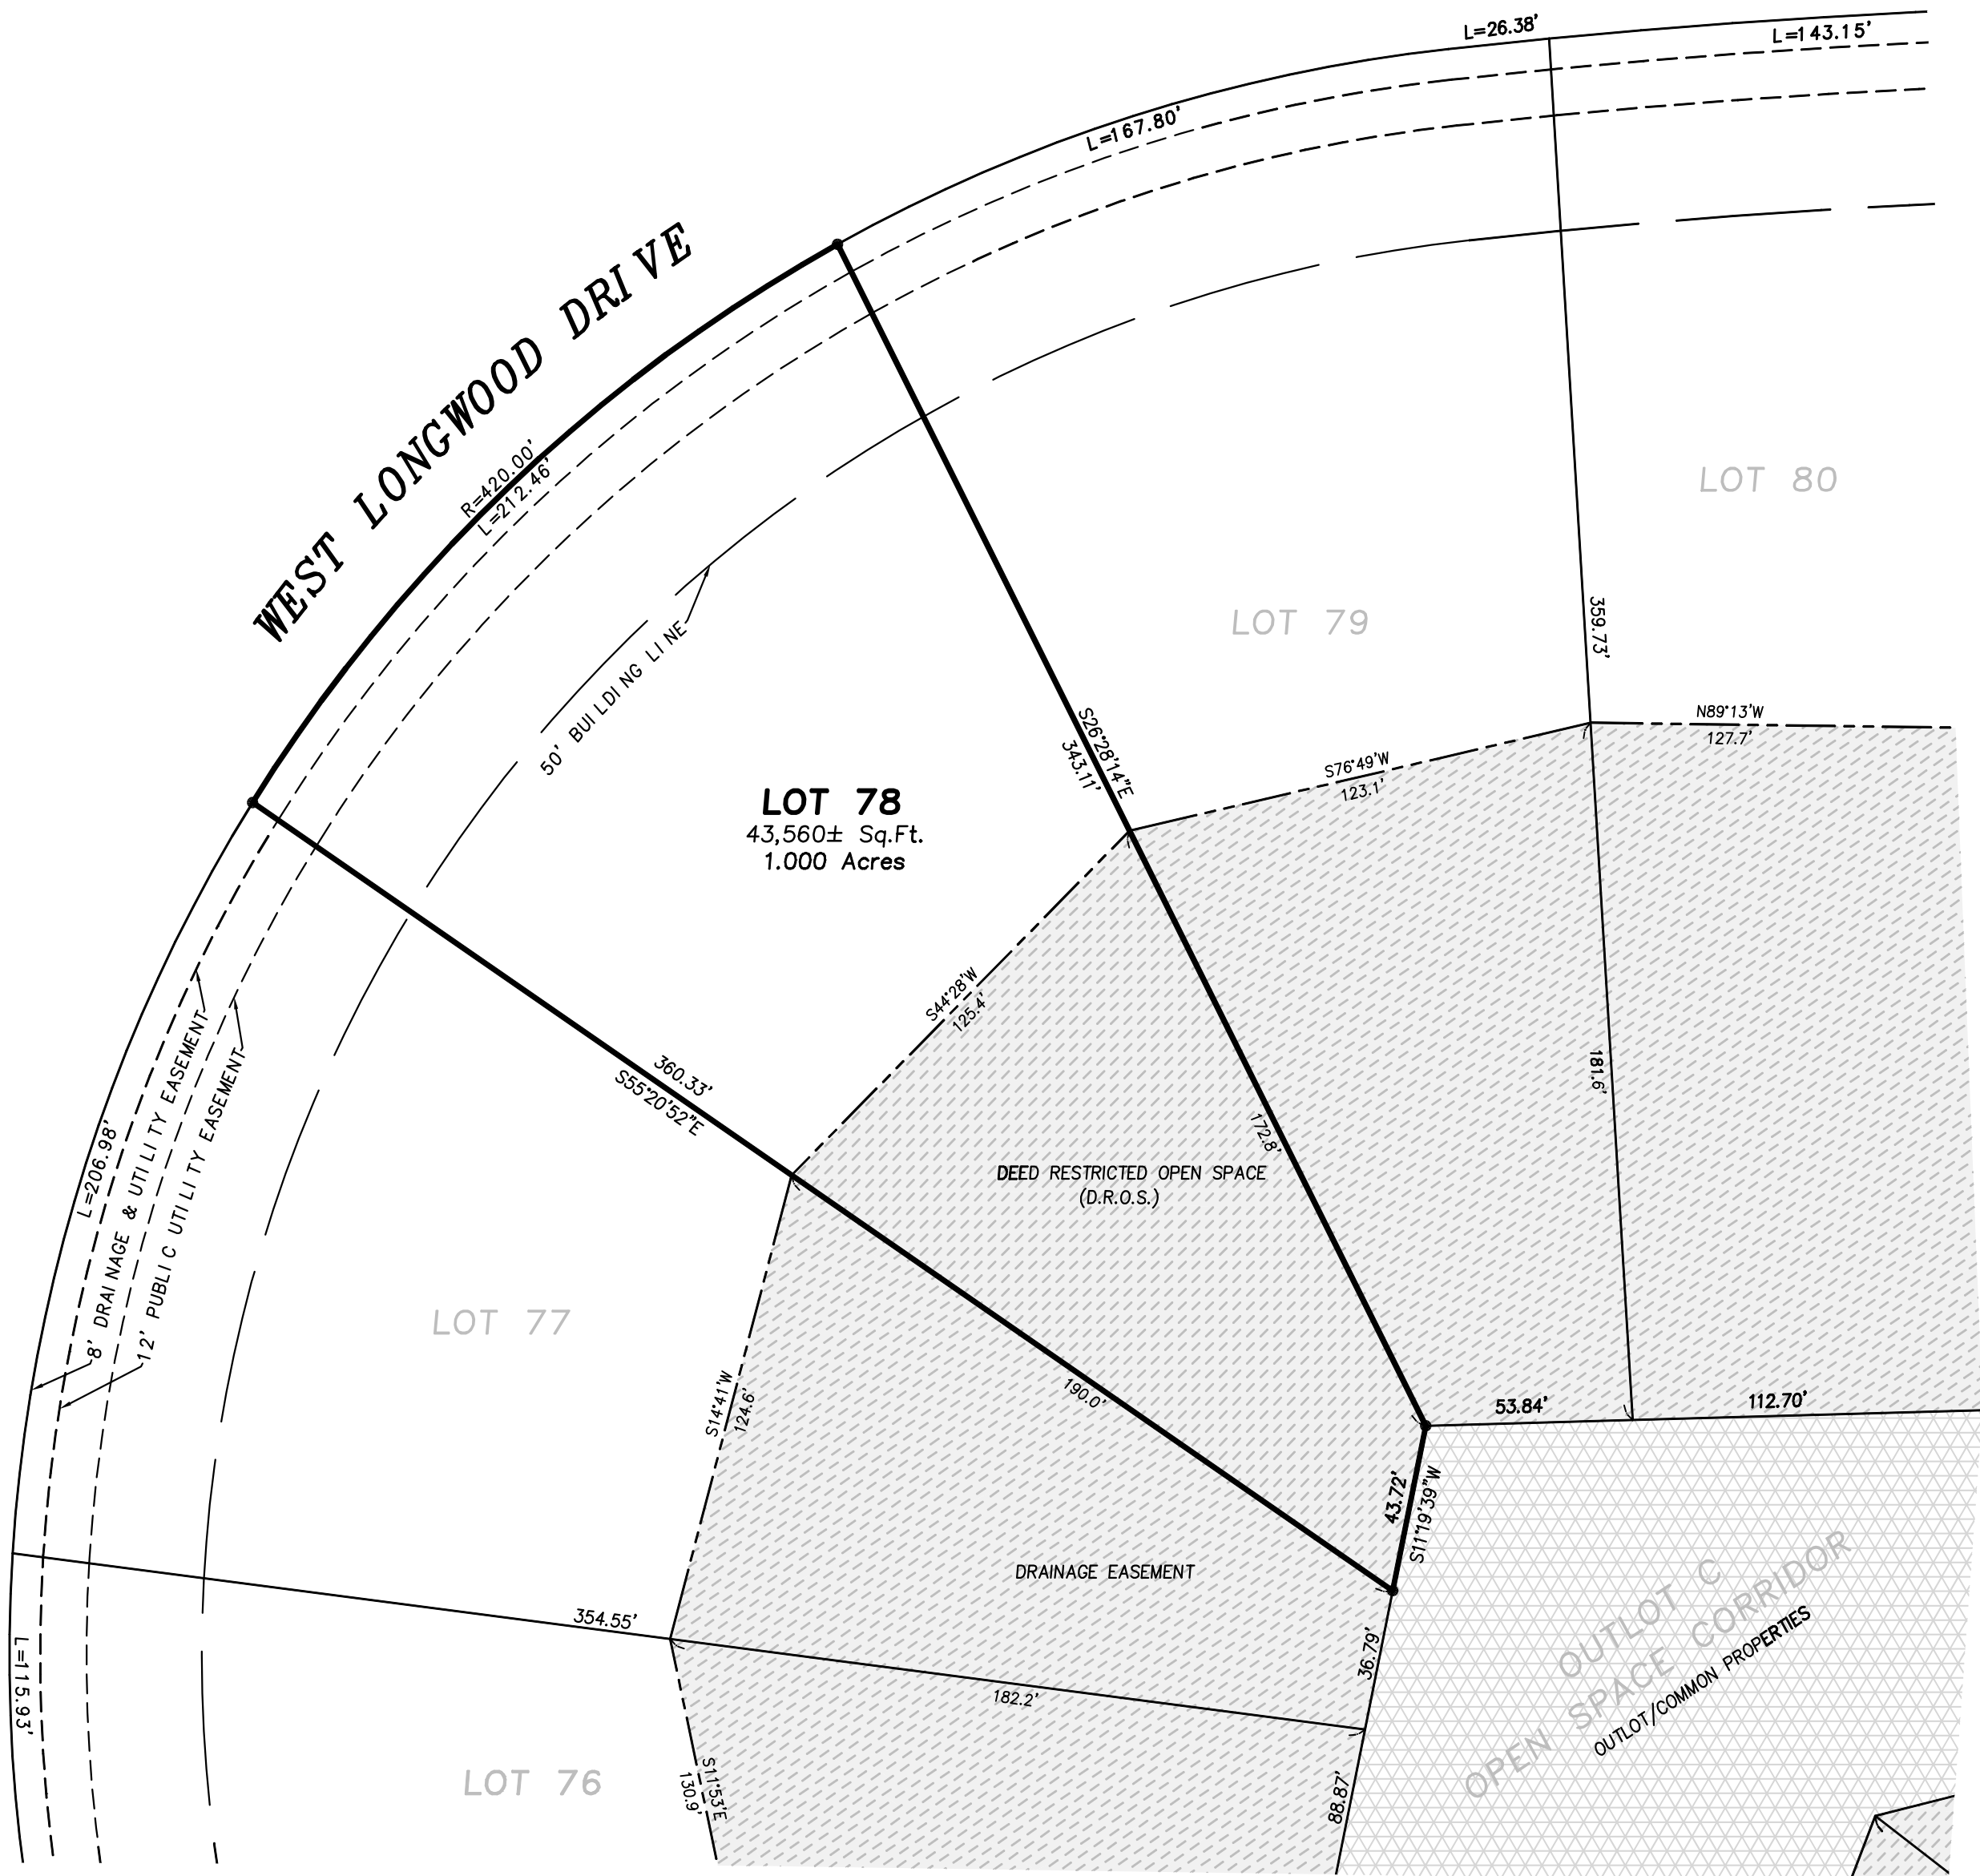 L=26.38'
L=143.15'
L=167.80'
WEST LONGWOOD DRIVE
R=420.00'
L=212.46'
LOT 80
LOT 79
359.73'
50' BUILDING LINE
S26°28'14"E
343.11'
N89°13'W
127.7'
S76°49'W
123.1'
LOT 78
43,560± Sq.Ft.
1.000 Acres
S44°28'W
125.4'
360.33'
S55°20'52"E
181.6'
172.8'
8' DRAINAGE & UTILITY EASEMENT
12' PUBLIC UTILITY EASEMENT
L=206.98'
DEED RESTRICTED OPEN SPACE
(D.R.O.S.)
LOT 77
S14°41'W
124.6'
190.0'
53.84'
112.70'
43.72'
S11°19'39"W
DRAINAGE EASEMENT
354.55'
36.79'
182.2'
L=115.93'
OUTLOT C
OPEN SPACE CORRIDOR
OUTLOT/COMMON PROPERTIES
LOT 76
S11°53'E
130.9'
88.87'